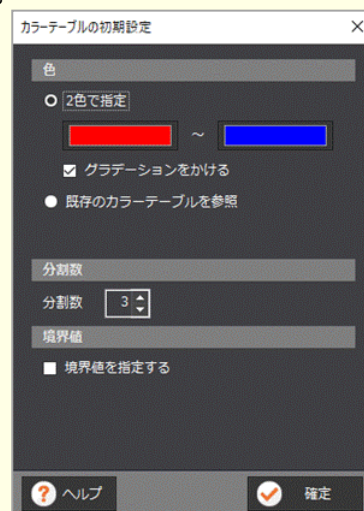 カラーテーブルの初期設定
色
2色で指定
～
グラデーションをかける
既存のカラーテーブルを参照
分割数
分割数 3
境界値
境界値を指定する
ヘルプ 確定